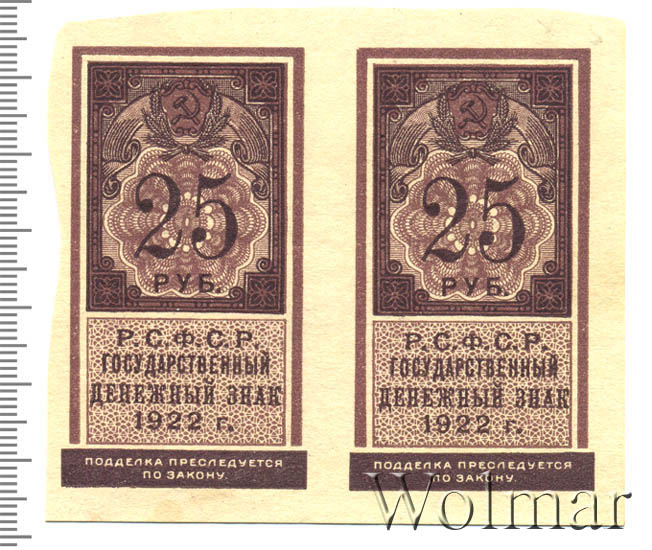 25
РУБ.
Р.С.Ф.С.Р.
ГОСУДАРСТВЕННЫЙ
ДЕНЕЖНЫЙ ЗНАК
1922 г.
ПОДДЕЛКА ПРЕСЛЕДУЕТСЯ
ПО ЗАКОНУ.
25
РУБ.
Р.С.Ф.С.Р.
ГОСУДАРСТВЕННЫЙ
ДЕНЕЖНЫЙ ЗНАК
1922 г.
ПОДДЕЛКА ПРЕСЛЕДУЕТСЯ
ПО ЗАКОНУ.
Wolmar